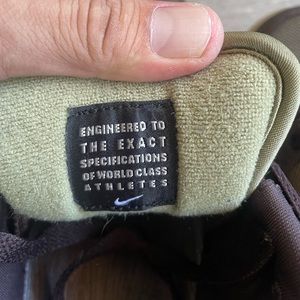 ENGINEERED TO
THE EXACT
SPECIFICATIONS
OF WORLD CLASS
ATHLETES